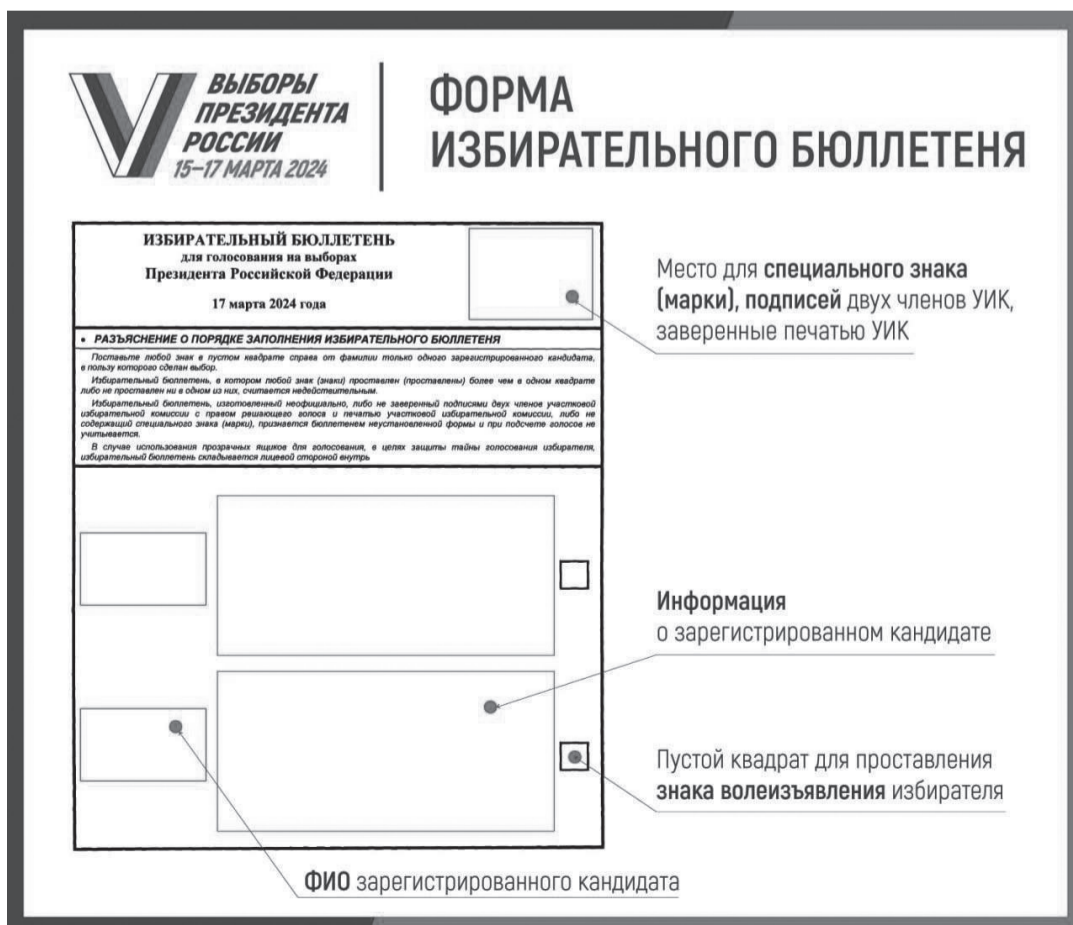 ВЫБОРЫ
ПРЕЗИДЕНТА
РОССИИ
15–17 МАРТА 2024
ФОРМА
ИЗБИРАТЕЛЬНОГО БЮЛЛЕТЕНЯ
ИЗБИРАТЕЛЬНЫЙ БЮЛЛЕТЕНЬ
для голосования на выборах
Президента Российской Федерации
17 марта 2024 года
Место для специального знака
(марки), подписей двух членов УИК,
заверенные печатью УИК
• РАЗЪЯСНЕНИЕ О ПОРЯДКЕ ЗАПОЛНЕНИЯ ИЗБИРАТЕЛЬНОГО БЮЛЛЕТЕНЯ
Поставьте любой знак в пустом квадрате справа от фамилии только одного зарегистрированного кандидата,
в пользу которого сделан выбор.
Избирательный бюллетень, в котором любой знак (знаки) проставлен (проставлены) более чем в одном квадрате
либо не проставлен ни в одном из них, считается недействительным.
Избирательный бюллетень, изготовленный неофициально, либо не заверенный подписями двух членов участковой
избирательной комиссии с правом решающего голоса и печатью участковой избирательной комиссии, либо не
содержащий специального знака (марки), признается бюллетенем неустановленной формы и при подсчете голосов не
учитывается.
В случае использования прозрачных ящиков для голосования, в целях защиты тайны голосования избирателя,
избирательный бюллетень складывается лицевой стороной внутрь
Информация
о зарегистрированном кандидате
Пустой квадрат для проставления
знака волеизъявления избирателя
ФИО зарегистрированного кандидата